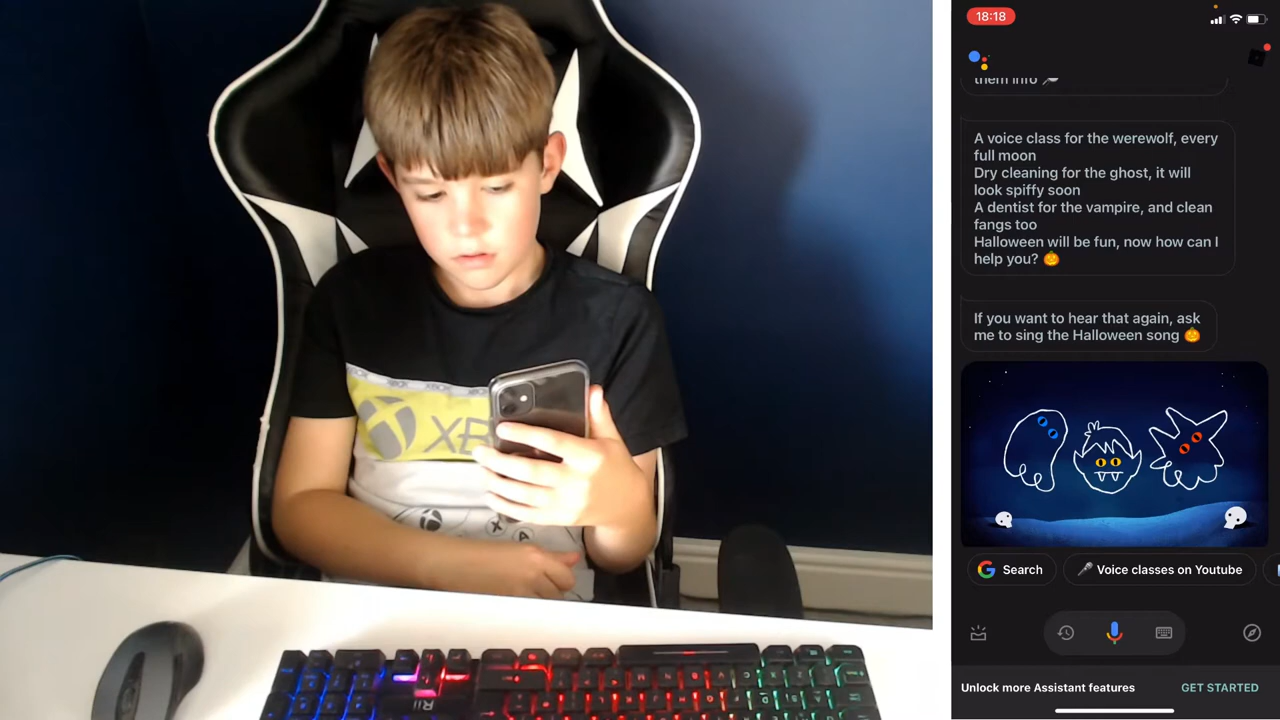 XBOX
XB
18:18
them info
A voice class for the werewolf, every
full moon
Dry cleaning for the ghost, it will
look spiffy soon
A dentist for the vampire, and clean
fangs too
Halloween will be fun, now how can I
help you? 🎃
If you want to hear that again, ask
me to sing the Halloween song 🎃
Search
Voice classes on Youtube
Unlock more Assistant features
GET STARTED